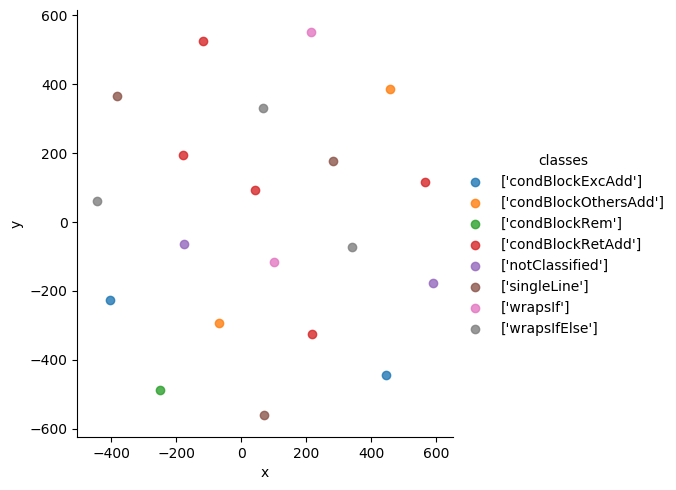 600
400
200
0
−200
−400
−600
y
−400
−200
0
200
400
600
x
classes
['condBlockExcAdd']
['condBlockOthersAdd']
['condBlockRem']
['condBlockRetAdd']
['notClassified']
['singleLine']
['wrapsIf']
['wrapsIfElse']